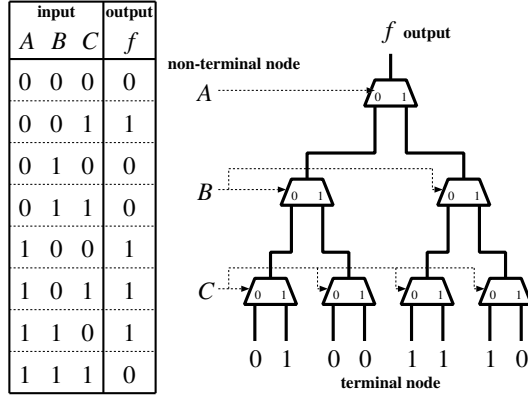 input output
A B C f
0 0 0 0
0 0 1 1
0 1 0 0
0 1 1 0
1 0 0 1
1 0 1 1
1 1 0 1
1 1 1 0
f output
non-terminal node
A 0 1
B 0 1 0 1
C 0 1 0 1 0 1 0 1
0 1 0 0 1 1 1 0
terminal node